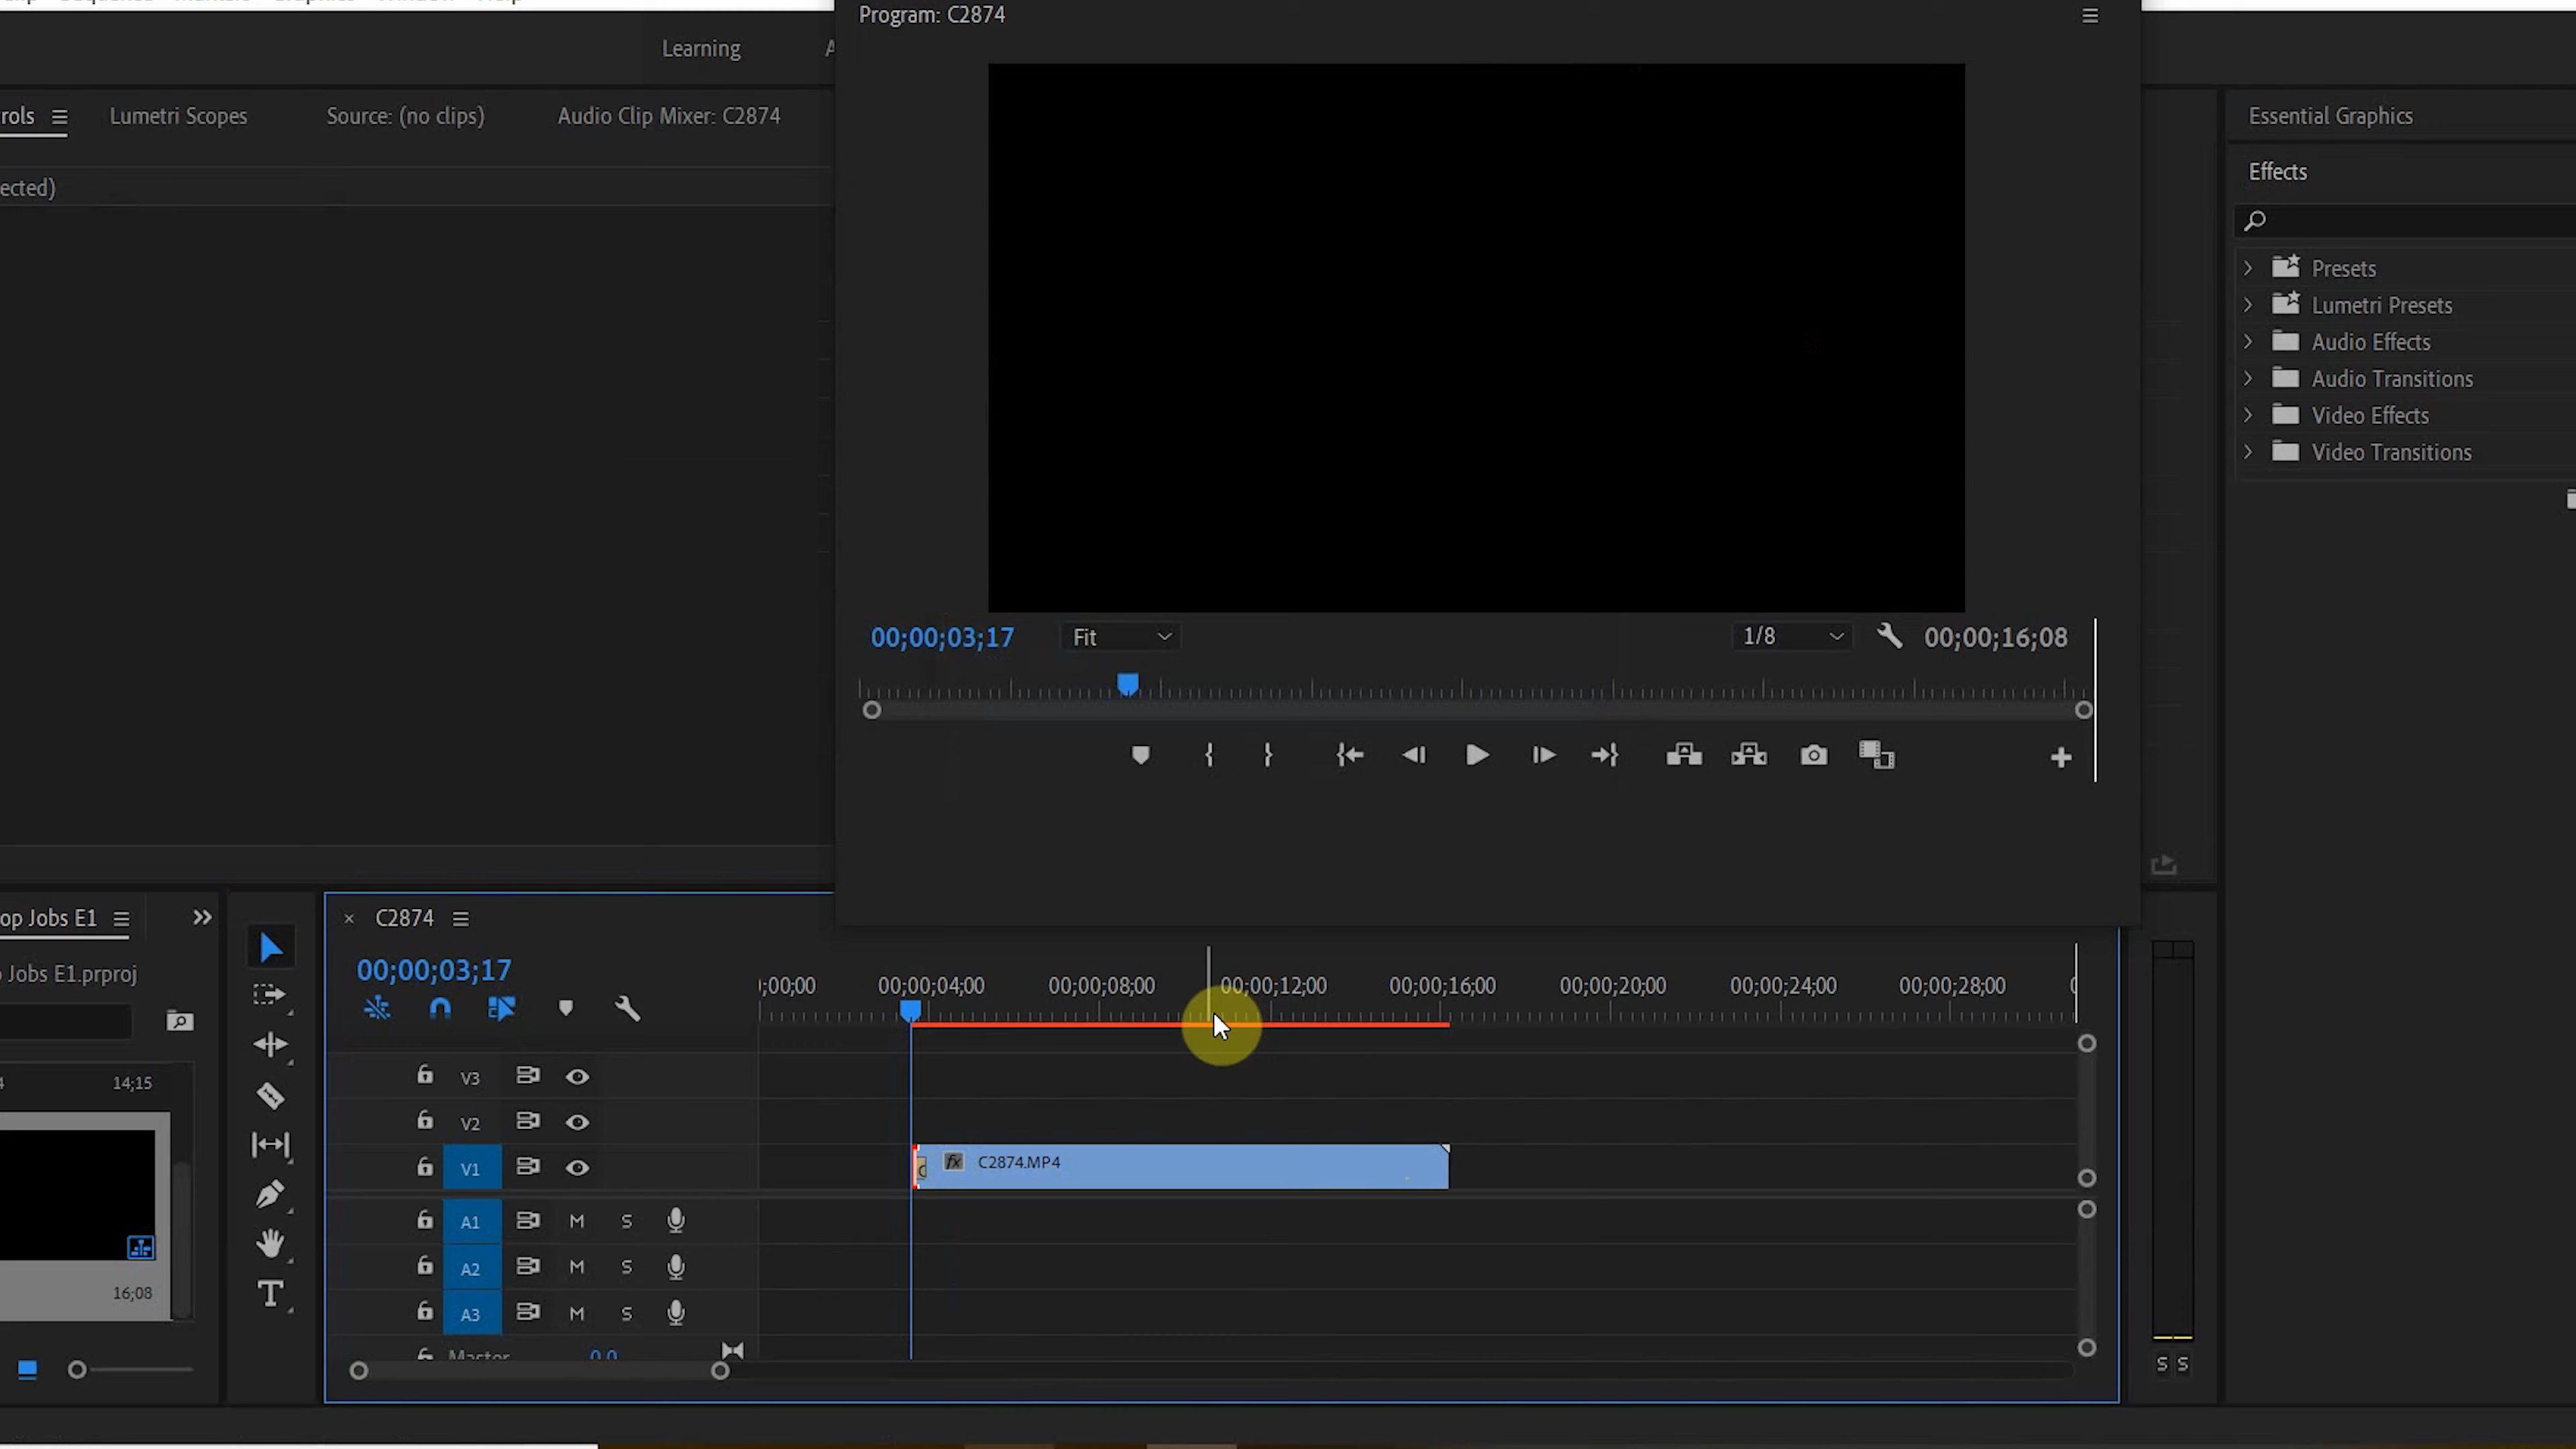 Program: C2874
Learning
rols
Lumetri Scopes
Source: (no clips)
Audio Clip Mixer: C2874
Essential Graphics
ected)
Effects
Presets
Lumetri Presets
Audio Effects
Audio Transitions
Video Effects
Video Transitions
00;00;03;17
Fit
1/8
00;00;16;08
op Jobs E1
C2874
Jobs E1.prproj
00;00;03;17
;00;00 00;00;04;00 00;00;08;00 00;00;12;00 00;00;16;00 00;00;20;00 00;00;24;00 00;00;28;00
14;15
V3
V2
V1
fx C2874.MP4
A1 M S
A2 M S
A3 M S
16;08
Master 0.0
S S